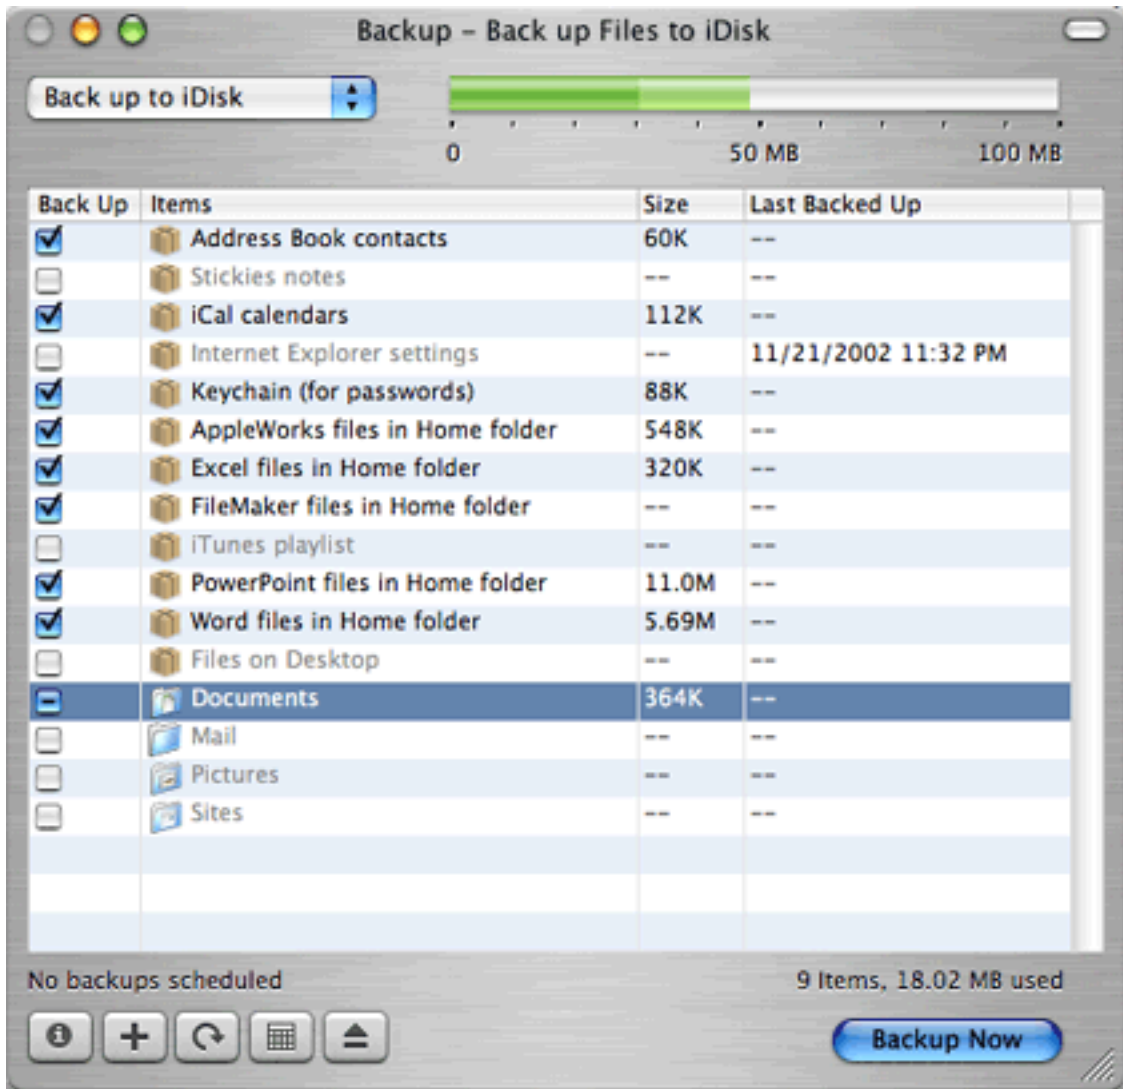 Backup – Back up Files to iDisk
Back up to iDisk
0 50 MB 100 MB
Back Up Items Size Last Backed Up
Address Book contacts 60K --
Stickies notes -- --
iCal calendars 112K --
Internet Explorer settings -- 11/21/2002 11:32 PM
Keychain (for passwords) 88K --
AppleWorks files in Home folder 548K --
Excel files in Home folder 320K --
FileMaker files in Home folder -- --
iTunes playlist -- --
PowerPoint files in Home folder 11.0M --
Word files in Home folder 5.69M --
Files on Desktop -- --
Documents 364K --
Mail -- --
Pictures -- --
Sites -- --
No backups scheduled 9 Items, 18.02 MB used
Backup Now